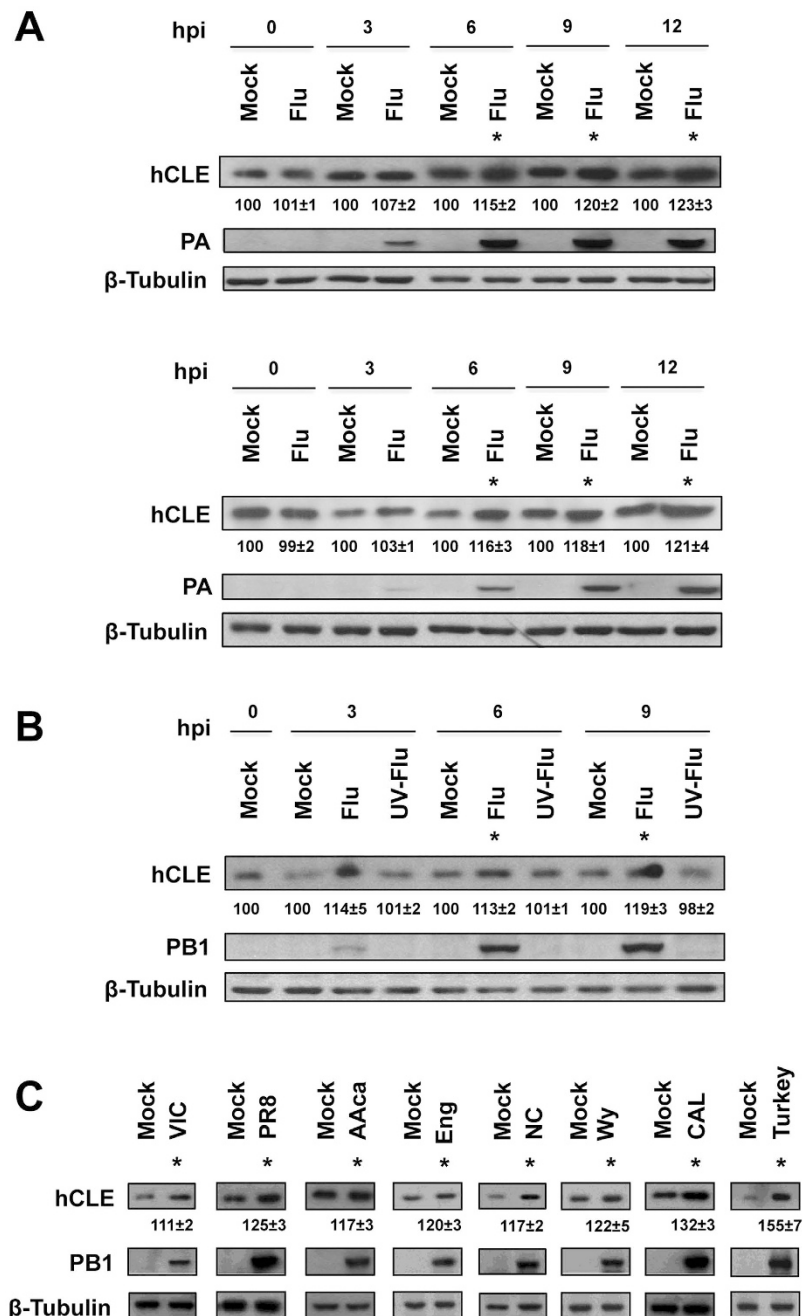 A
hpi 0 3 6 9 12
Mock Flu Mock Flu Mock Flu Mock Flu Mock Flu
* * *
hCLE
100 101±1 100 107±2 100 115±2 100 120±2 100 123±3
PA
β-Tubulin
hpi 0 3 6 9 12
Mock Flu Mock Flu Mock Flu Mock Flu Mock Flu
* * *
hCLE
100 99±2 100 103±1 100 116±3 100 118±1 100 121±4
PA
β-Tubulin
B
hpi 0 3 6 9
Mock Mock Flu UV-Flu Mock Flu UV-Flu Mock Flu UV-Flu
* *
hCLE
100 100 114±5 101±2 100 113±2 101±1 100 119±3 98±2
PB1
β-Tubulin
C
Mock VIC Mock PR8 Mock AAca Mock Eng Mock NC Mock Wy Mock CAL Mock Turkey
* * * * * * * *
hCLE
111±2 125±3 117±3 120±3 117±2 122±5 132±3 155±7
PB1
β-Tubulin